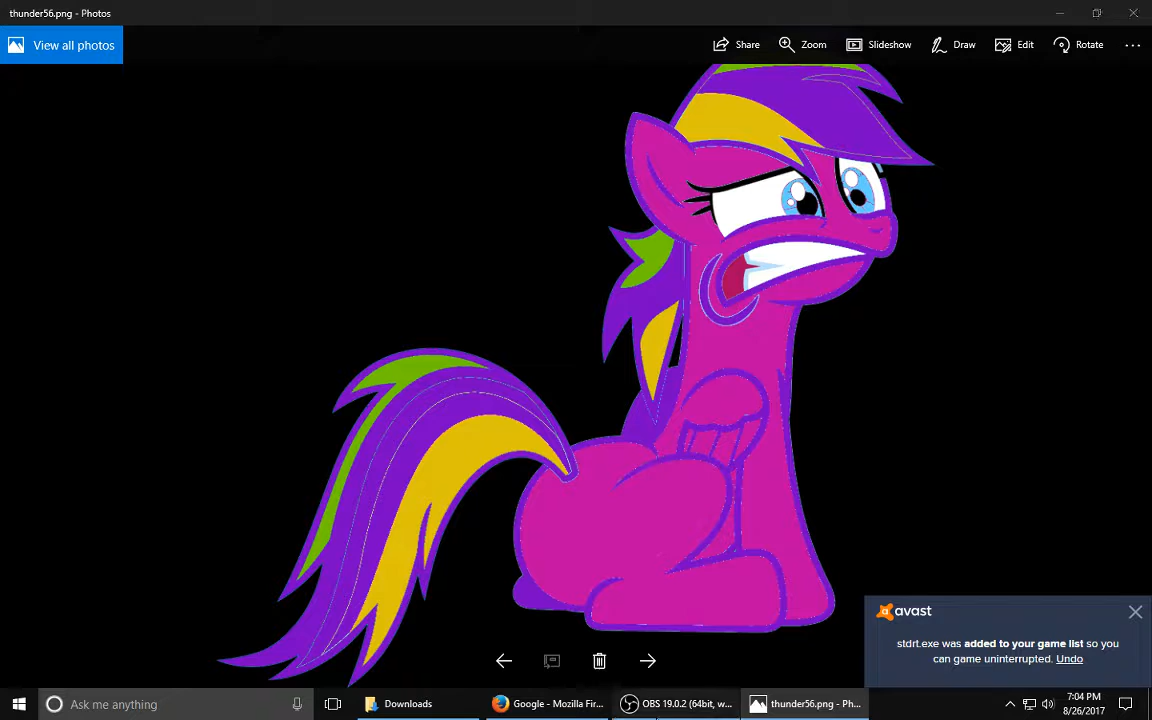 thunder56.png - Photos
View all photos
Share
Zoom
Slideshow
Draw
Edit
Rotate
avast
stdrt.exe was added to your game list so you
can game uninterrupted. Undo
Ask me anything
Downloads
Google - Mozilla Fir...
OBS 19.0.2 (64bit, w...
thunder56.png - Ph...
7:04 PM
8/26/2017